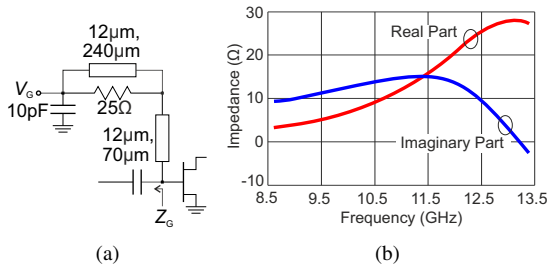 12μm,
240μm
V_G
10pF
25Ω
12μm,
70μm
Z_G
(a)
Impedance (Ω)
30
20
10
0
-10
Real Part
Imaginary Part
8.5 9.5 10.5 11.5 12.5 13.5
Frequency (GHz)
(b)